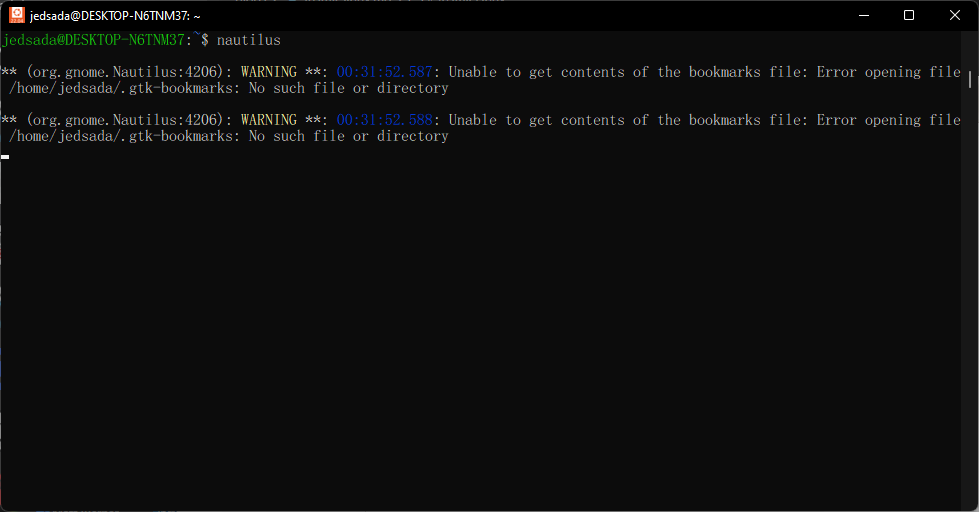 jedsada@DESKTOP-N6TNM37: ~
jedsada@DESKTOP-N6TNM37:~$ nautilus
** (org.gnome.Nautilus:4206): WARNING **: 00:31:52.587: Unable to get contents of the bookmarks file: Error opening file
/home/jedsada/.gtk-bookmarks: No such file or directory
** (org.gnome.Nautilus:4206): WARNING **: 00:31:52.588: Unable to get contents of the bookmarks file: Error opening file
/home/jedsada/.gtk-bookmarks: No such file or directory